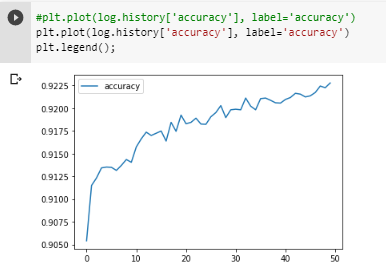 #plt.plot(log.history['accuracy'], label='accuracy')
plt.plot(log.history['accuracy'], label='accuracy')
plt.legend();
accuracy
0.9225
0.9200
0.9175
0.9150
0.9125
0.9100
0.9075
0.9050
0 10 20 30 40 50